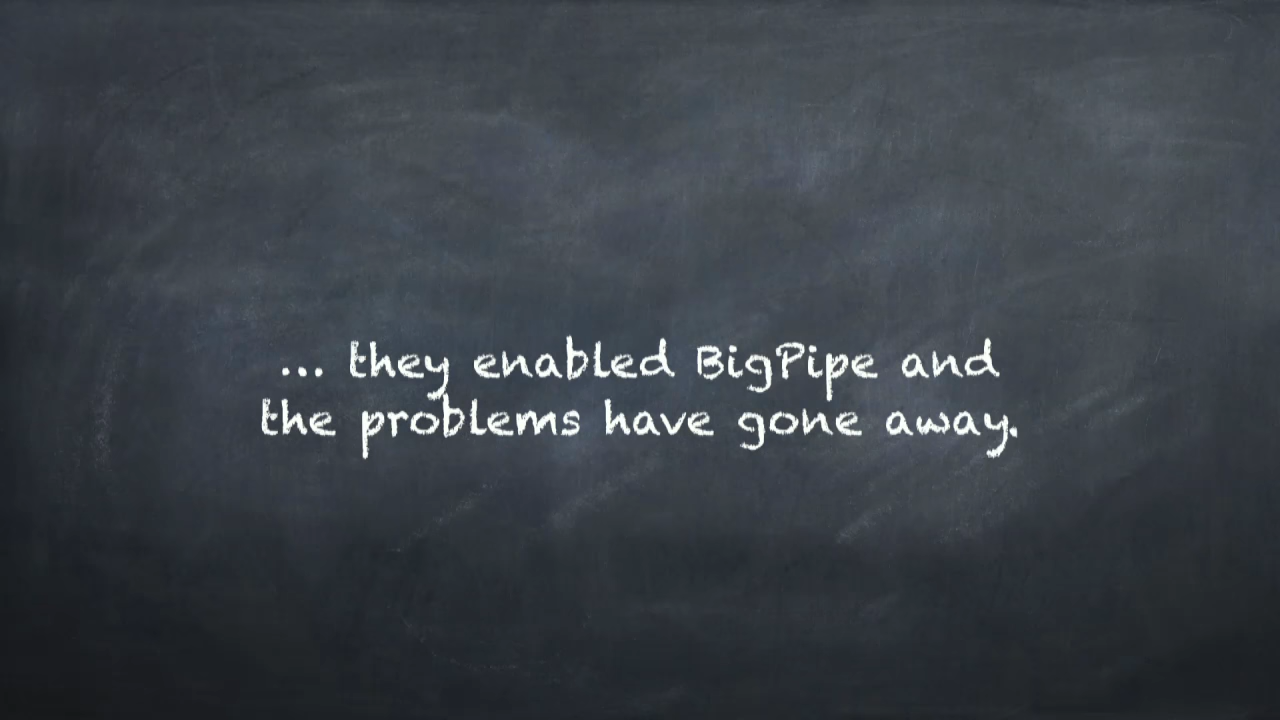 ... they enabled BigPipe and
the problems have gone away.